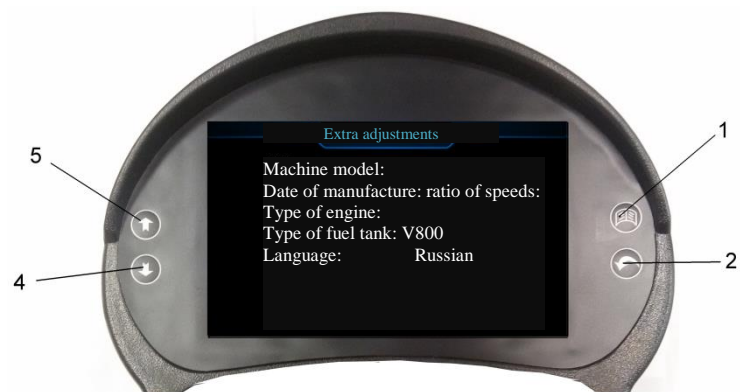 Extra adjustments
5
1
Machine model:
Date of manufacture: ratio of speeds:
Type of engine:
Type of fuel tank: V800
Language: Russian
4
2